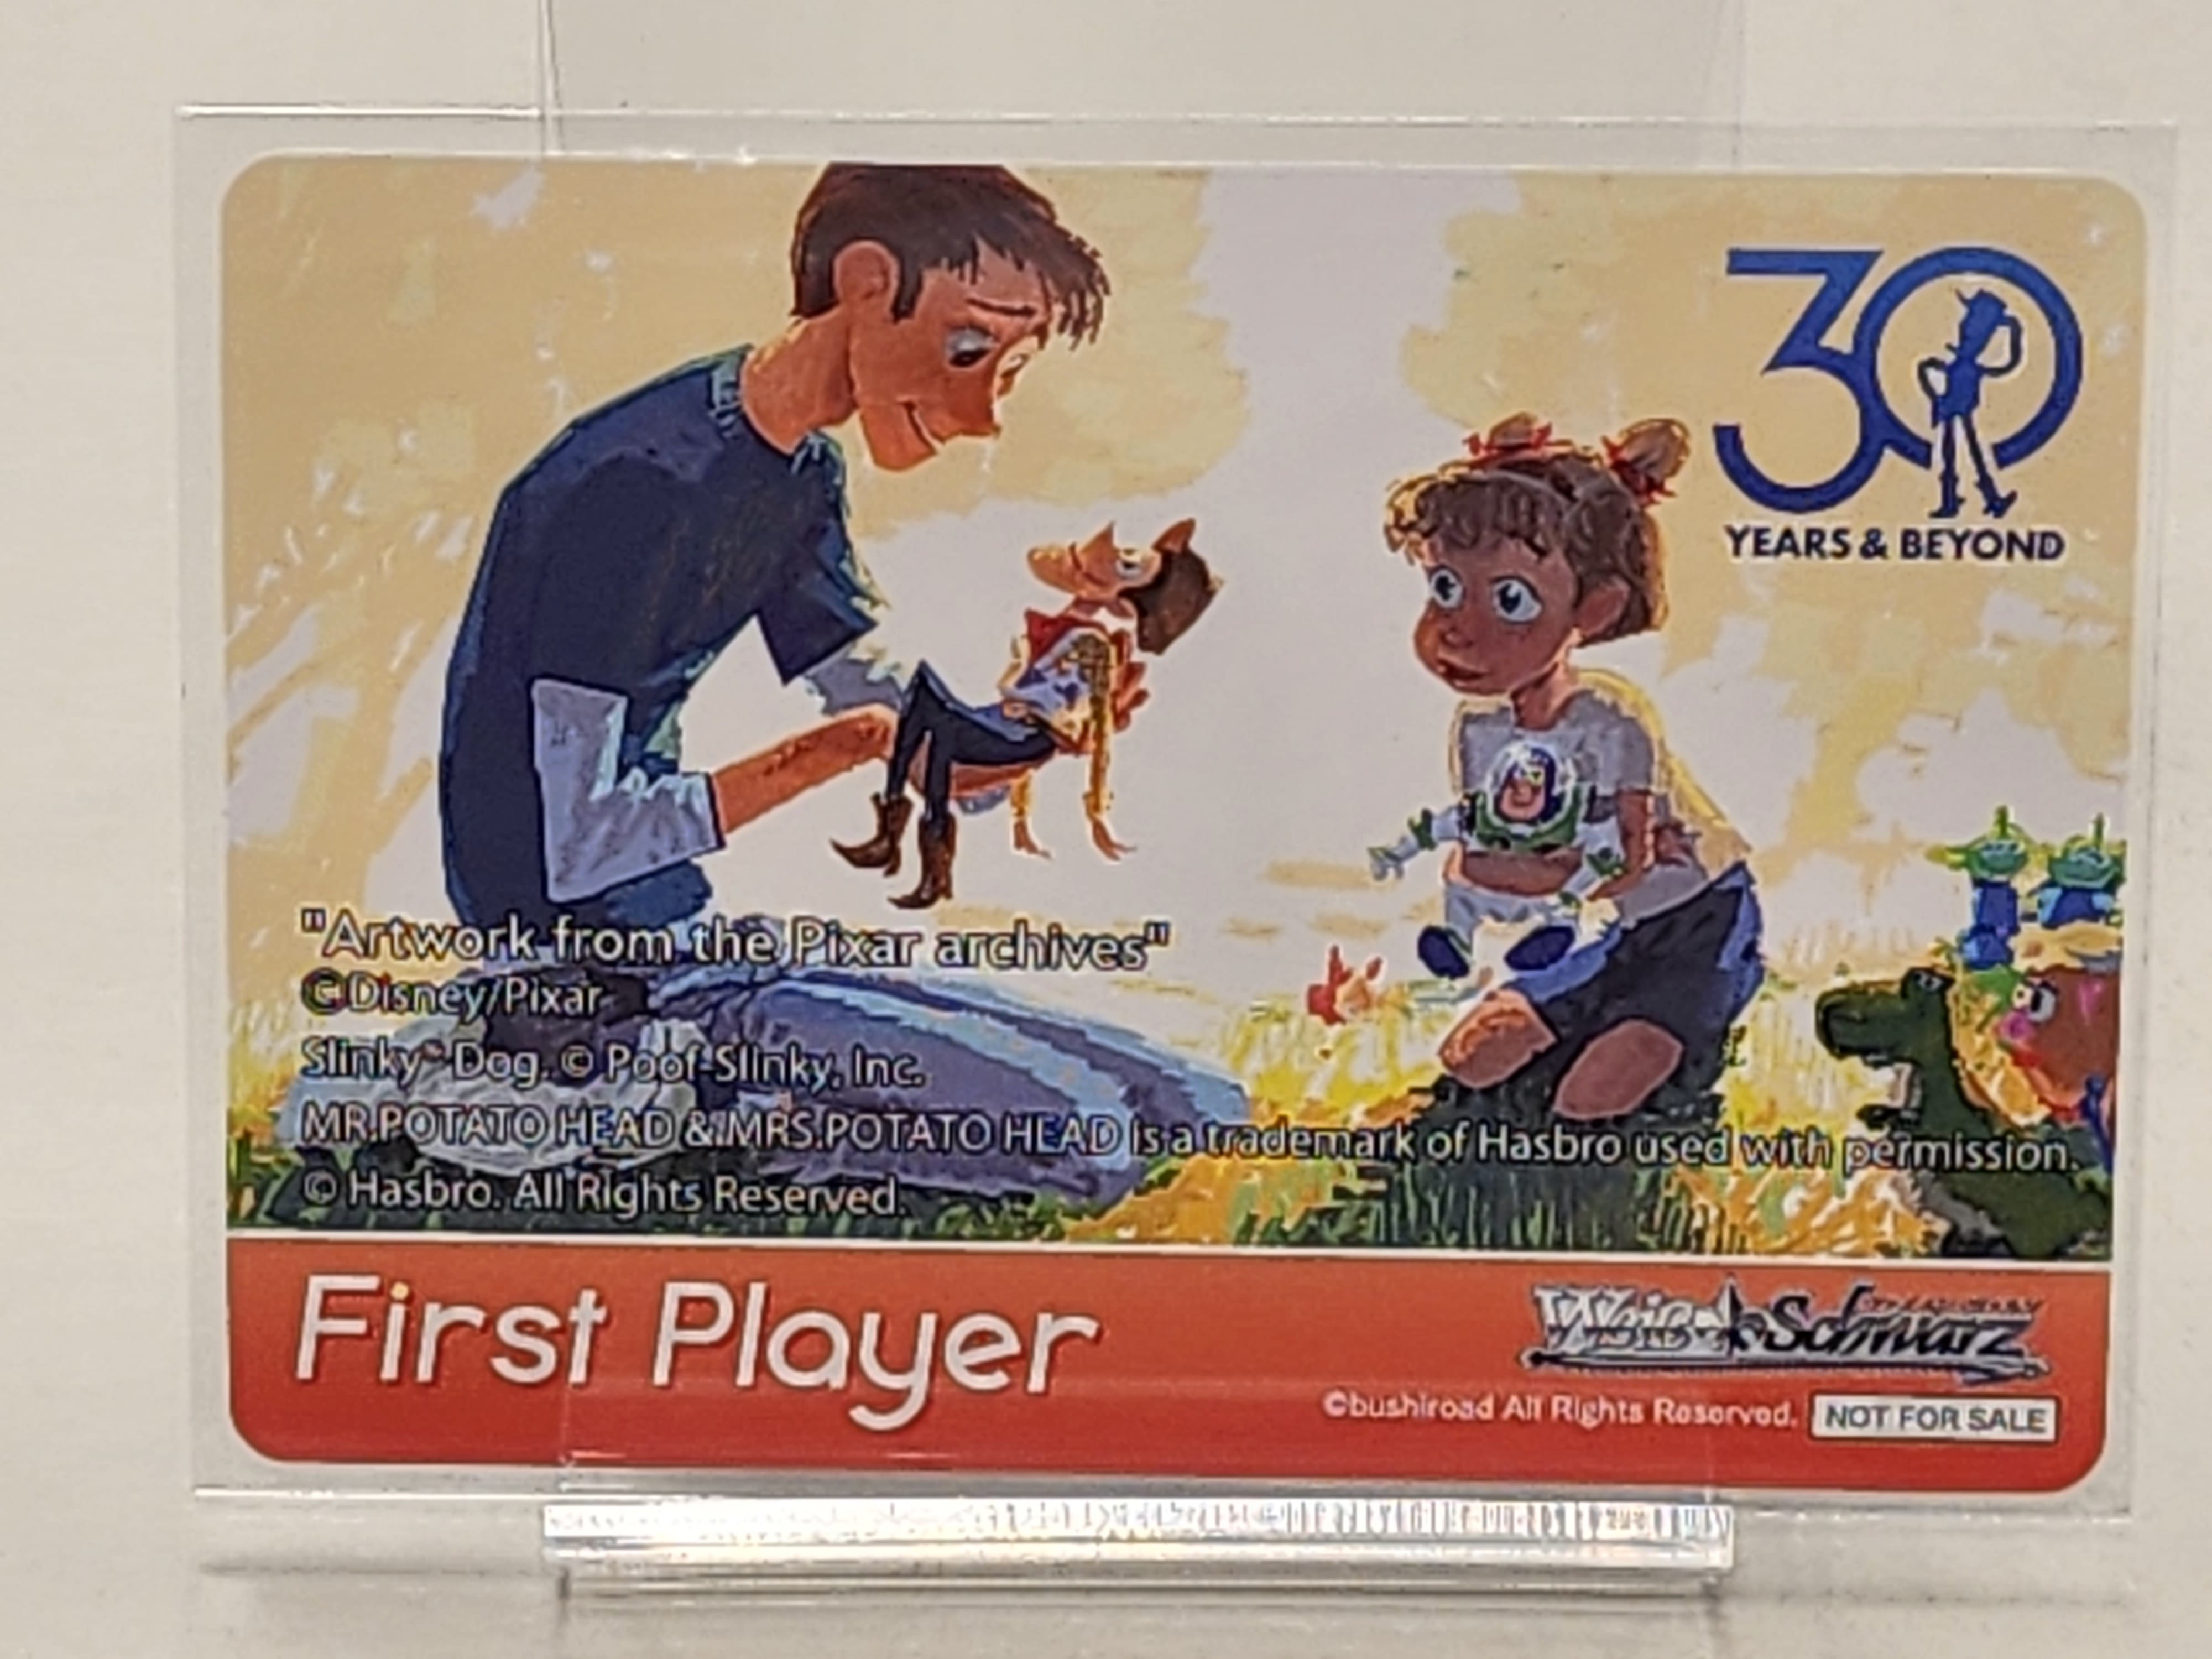 30
YEARS & BEYOND
"Artwork from the Pixar archives"
©Disney/Pixar
Slinky® Dog. © Poof-Slinky, Inc.
MR.POTATO HEAD & MRS.POTATO HEAD is a trademark of Hasbro used with permission.
© Hasbro. All Rights Reserved.
First Player
Weiß Schwarz
©bushiroad All Rights Reserved. NOT FOR SALE